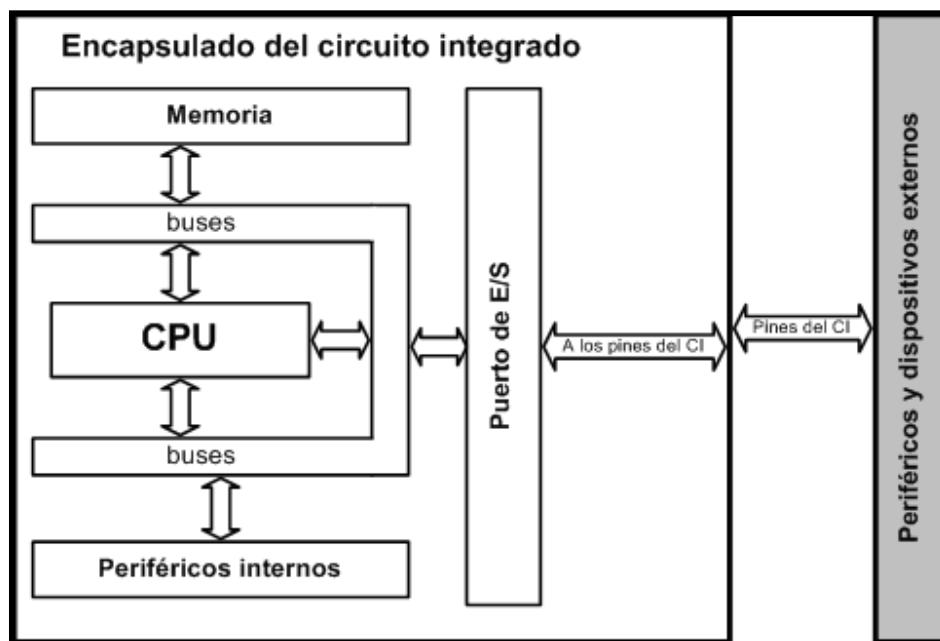 Encapsulado del circuito integrado
Memoria
buses
CPU
buses
Periféricos internos
Puerto de E/S
A los pines del CI
Pines del CI
Periféricos y dispositivos externos